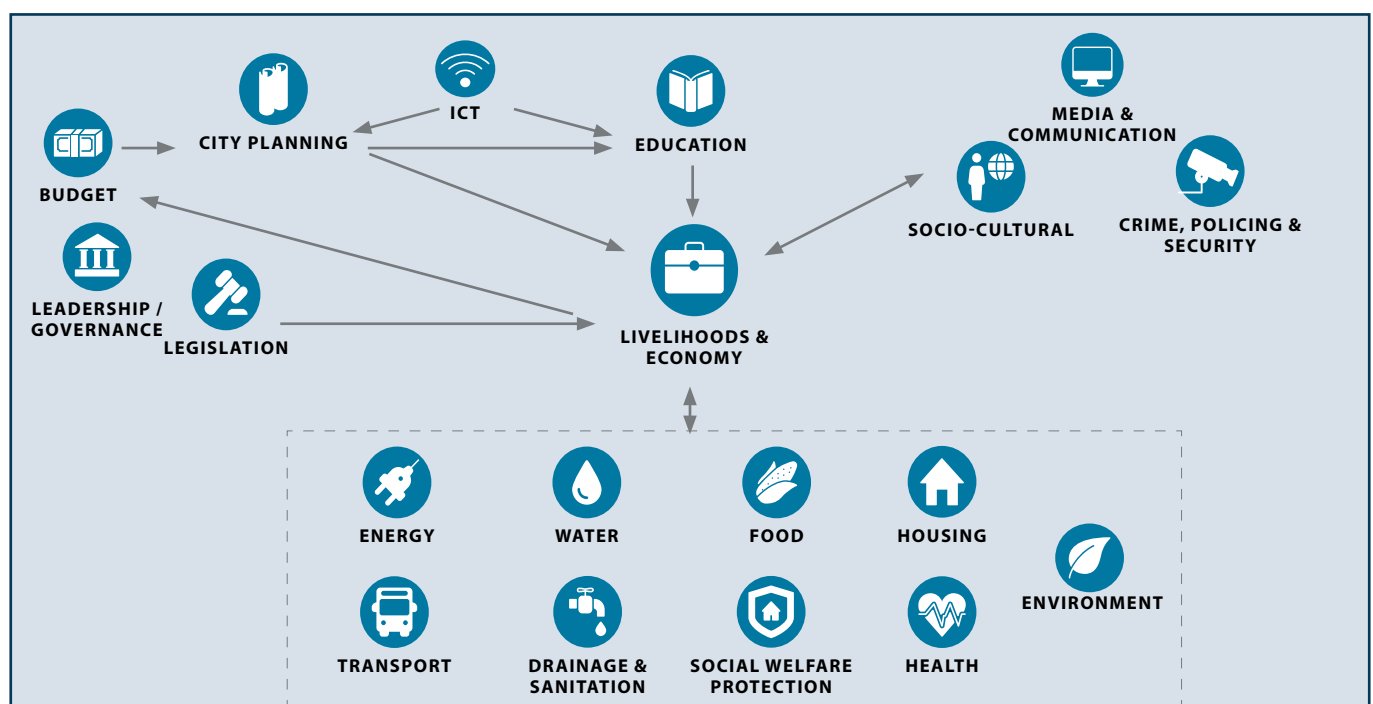 ICT
CITY PLANNING
EDUCATION
MEDIA &
COMMUNICATION
BUDGET
SOCIO-CULTURAL
CRIME, POLICING &
SECURITY
LEADERSHIP /
GOVERNANCE
LEGISLATION
LIVELIHOODS &
ECONOMY
ENERGY
WATER
FOOD
HOUSING
ENVIRONMENT
TRANSPORT
DRAINAGE &
SANITATION
SOCIAL WELFARE
PROTECTION
HEALTH